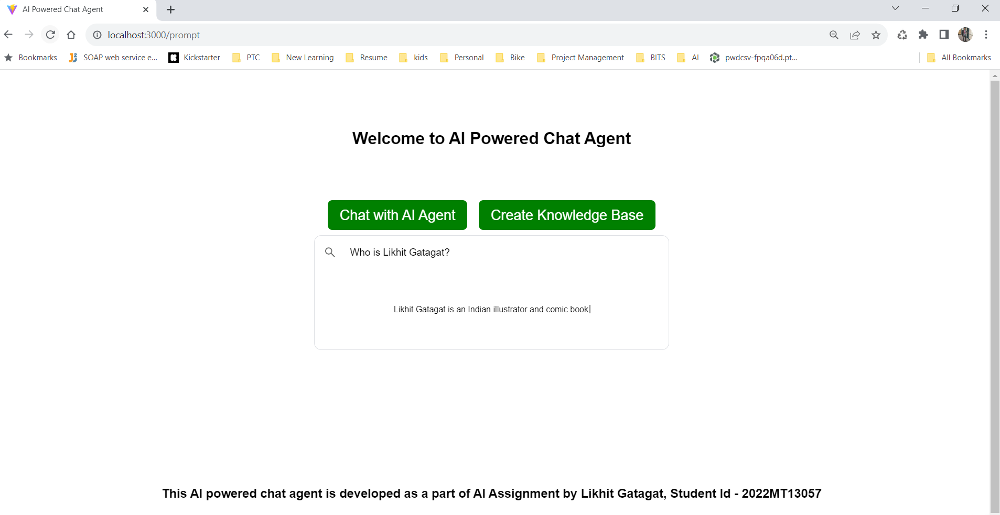 AI Powered Chat Agent
localhost:3000/prompt
Bookmarks SOAP web service e... Kickstarter PTC New Learning Resume kids Personal Bike Project Management BITS AI pwdcsv-fpqa06d.pt... All Bookmarks
Welcome to AI Powered Chat Agent
Chat with AI Agent Create Knowledge Base
Who is Likhit Gatagat?
Likhit Gatagat is an Indian illustrator and comic book
This AI powered chat agent is developed as a part of AI Assignment by Likhit Gatagat, Student Id - 2022MT13057